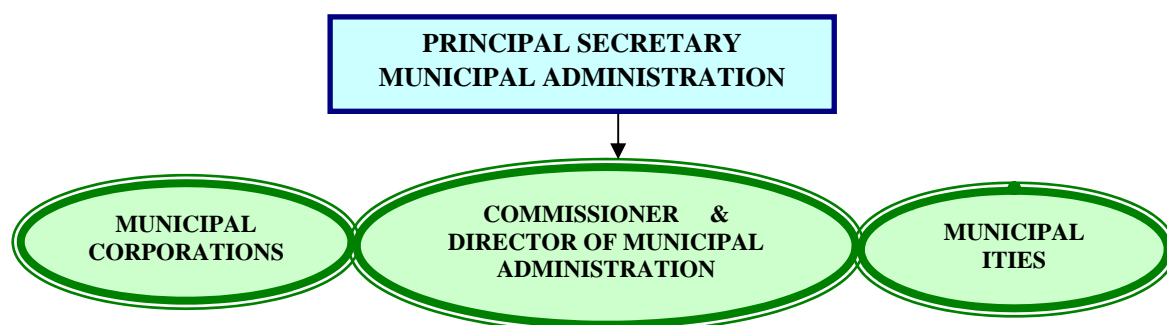 PRINCIPAL SECRETARY
MUNICIPAL ADMINISTRATION
MUNICIPAL
CORPORATIONS
COMMISSIONER &
DIRECTOR OF MUNICIPAL
ADMINISTRATION
MUNICIPAL
ITIES